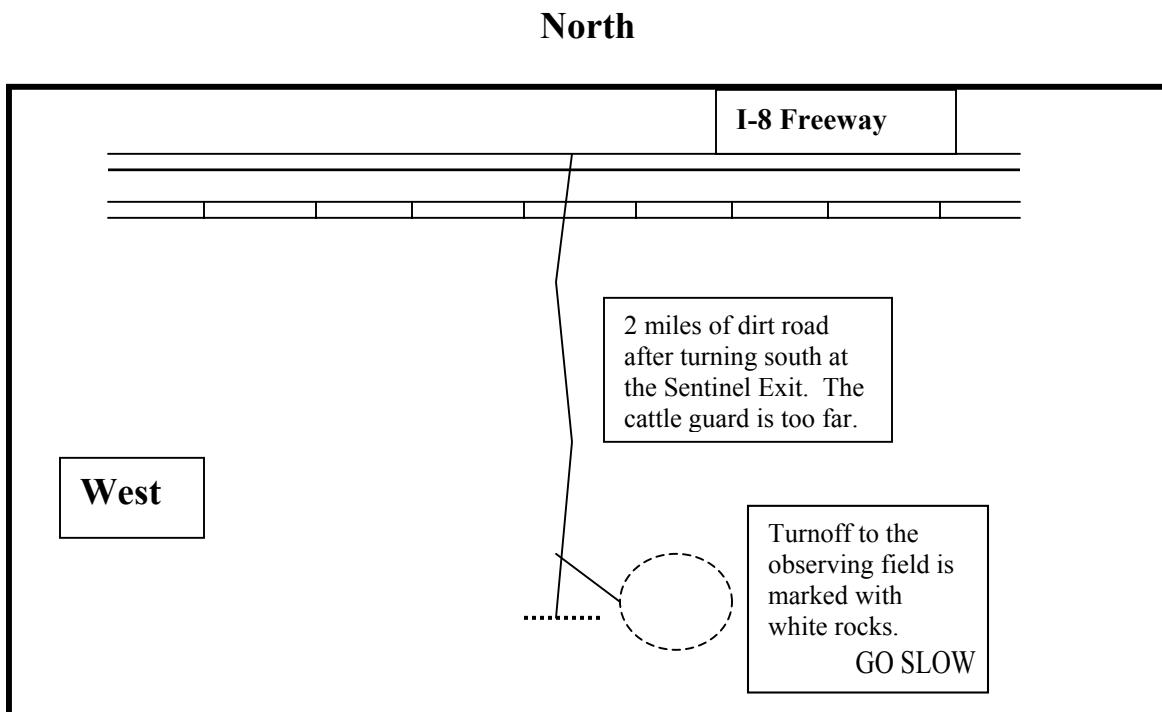 North
I-8 Freeway
2 miles of dirt road
after turning south at
the Sentinel Exit.  The
cattle guard is too far.
West
Turnoff to the
observing field is
marked with
white rocks.
GO SLOW